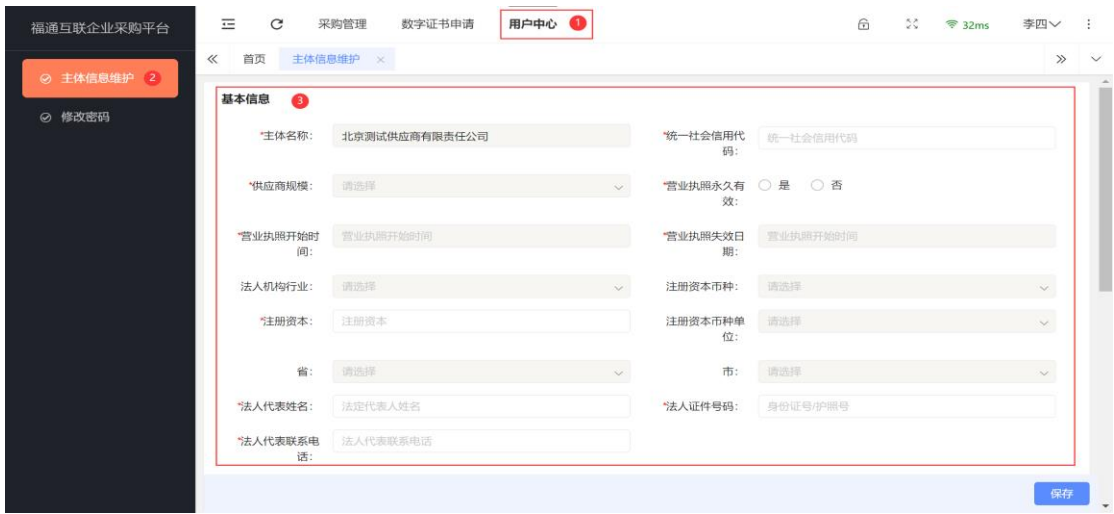 福通互联企业采购平台
采购管理 数字证书申请 用户中心 1 32ms 李四
首页 主体信息维护 ×
主体信息维护 2
修改密码
基本信息 3
*主体名称： 北京测试供应商有限责任公司 *统一社会信用代码： 统一社会信用代码
*供应商规模： 请选择 *营业执照永久有效： 是 否
*营业执照开始时间： 营业执照开始时间 *营业执照失效日期： 营业执照开始时间
法人机构行业： 请选择 注册资本币种： 请选择
*注册资本： 注册资本 注册资本币种单位： 请选择
省： 请选择 市： 请选择
*法人代表姓名： 法定代表人姓名 *法人证件号码： 身份证号/护照号
*法人代表联系电话： 法人代表联系电话
保存